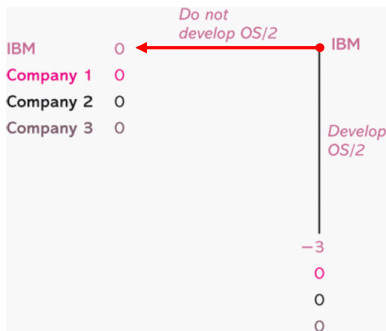 Do not
develop OS/2
IBM 0
IBM
Company 1 0
Company 2 0
Company 3 0
Develop
OS/2
−3
0
0
0